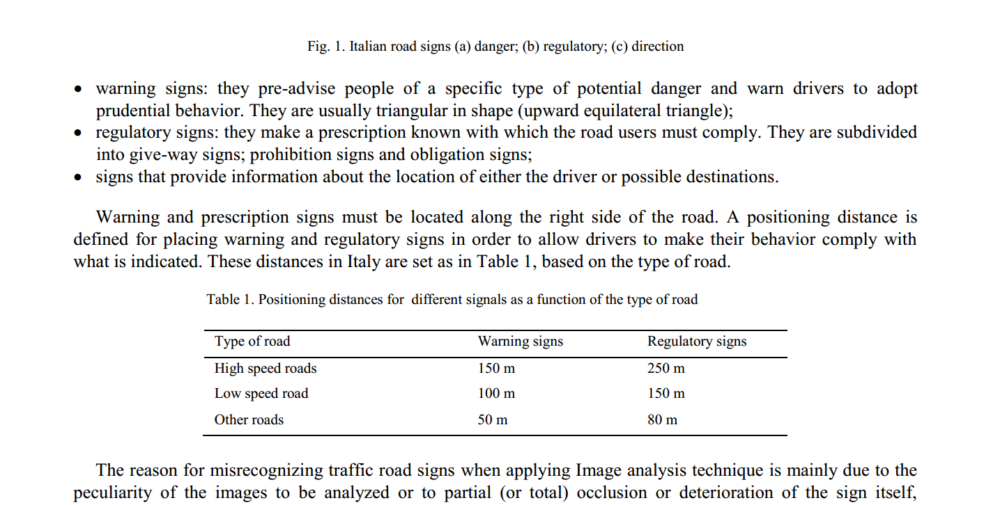 Fig. 1. Italian road signs (a) danger; (b) regulatory; (c) direction
• warning signs: they pre-advise people of a specific type of potential danger and warn drivers to adopt
prudential behavior. They are usually triangular in shape (upward equilateral triangle);
• regulatory signs: they make a prescription known with which the road users must comply. They are subdivided
into give-way signs; prohibition signs and obligation signs;
• signs that provide information about the location of either the driver or possible destinations.
Warning and prescription signs must be located along the right side of the road. A positioning distance is
defined for placing warning and regulatory signs in order to allow drivers to make their behavior comply with
what is indicated. These distances in Italy are set as in Table 1, based on the type of road.
Table 1. Positioning distances for different signals as a function of the type of road
Type of road Warning signs Regulatory signs
High speed roads 150 m 250 m
Low speed road 100 m 150 m
Other roads 50 m 80 m
The reason for misrecognizing traffic road signs when applying Image analysis technique is mainly due to the
peculiarity of the images to be analyzed or to partial (or total) occlusion or deterioration of the sign itself,